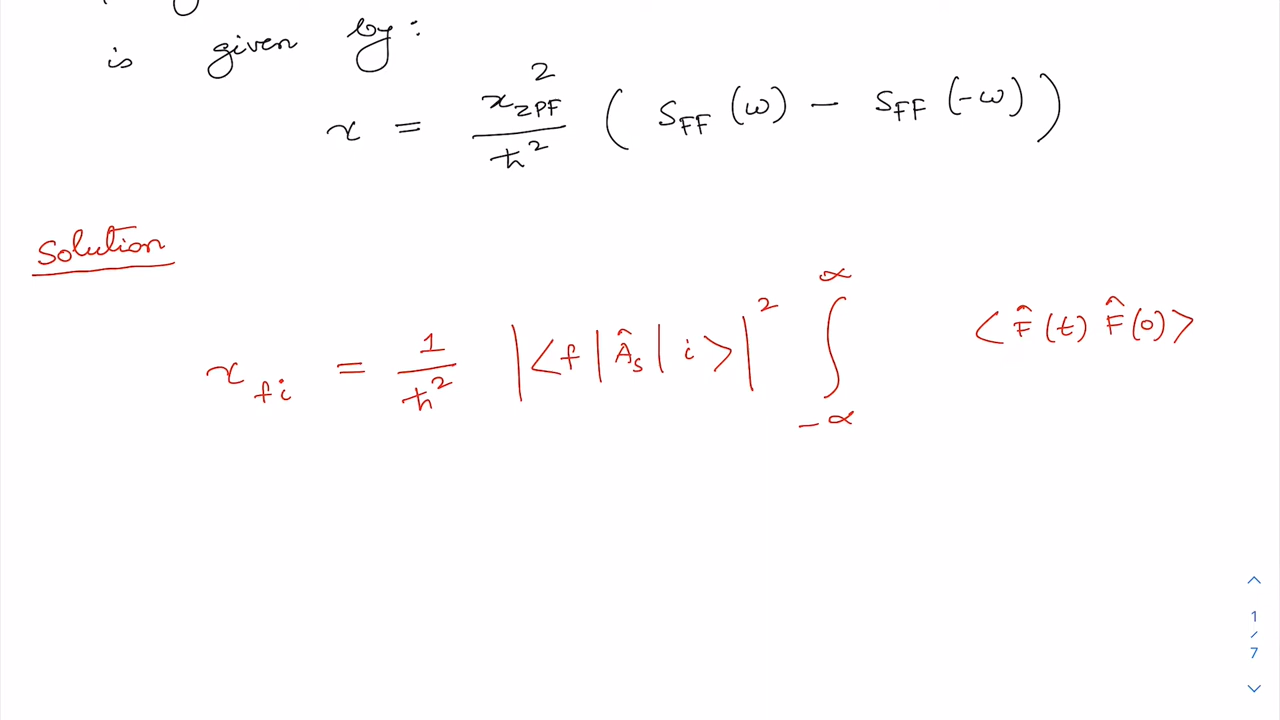 is given by:
x = x_ZPF^2 / ħ^2 ( S_FF (ω) − S_FF (-ω) )
Solution
x_fi = 1 / ħ^2 |<f| Â_s |i>|^2 ∫_{-∝}^{∝} <F̂(t) F̂(0)>
1
/
7